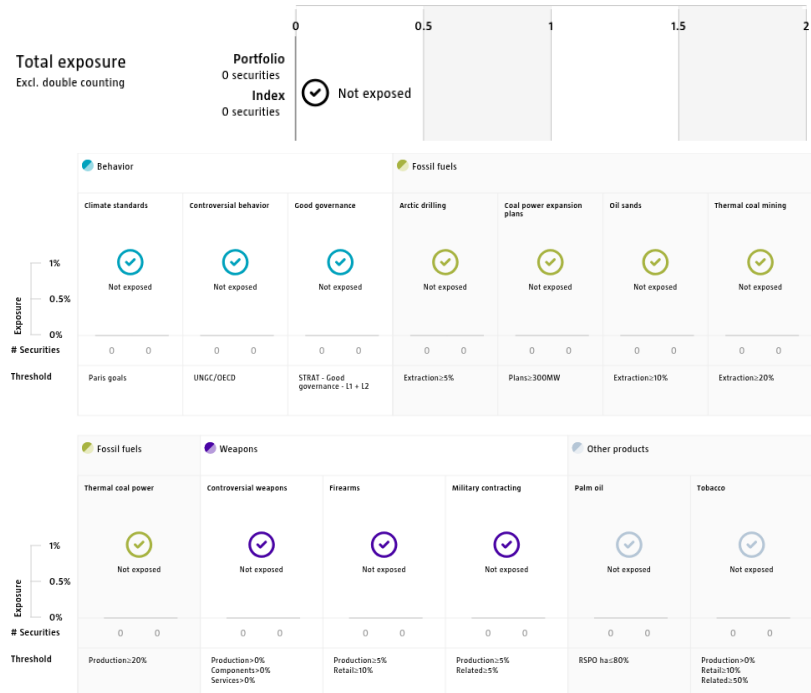 0 0.5 1 1.5 2
Total exposure
Excl. double counting
Portfolio
0 securities
Index
0 securities
Not exposed
Behavior Fossil fuels
Climate standards Controversial behavior Good governance Arctic drilling Coal power expansion plans Oil sands Thermal coal mining
Not exposed Not exposed Not exposed Not exposed Not exposed Not exposed Not exposed
Exposure
1%
0.5%
0%
# Securities 0 0 0 0 0 0 0 0 0 0 0 0 0 0
Threshold Paris goals UNGC/OECD STRAT - Good governance - L1 + L2 Extraction≥5% Plans≥300MW Extraction≥10% Extraction≥20%
Fossil fuels Weapons Other products
Thermal coal power Controversial weapons Firearms Military contracting Palm oil Tobacco
Not exposed Not exposed Not exposed Not exposed Not exposed Not exposed
Exposure
1%
0.5%
0%
# Securities 0 0 0 0 0 0 0 0 0 0 0 0
Threshold Production≥20% Production>0% Production≥5% Production≥5% RSPO ha≤80% Production>0%
Components>0% Retail≥10% Related≥5% Retail≥10%
Services>0% Related≥50%